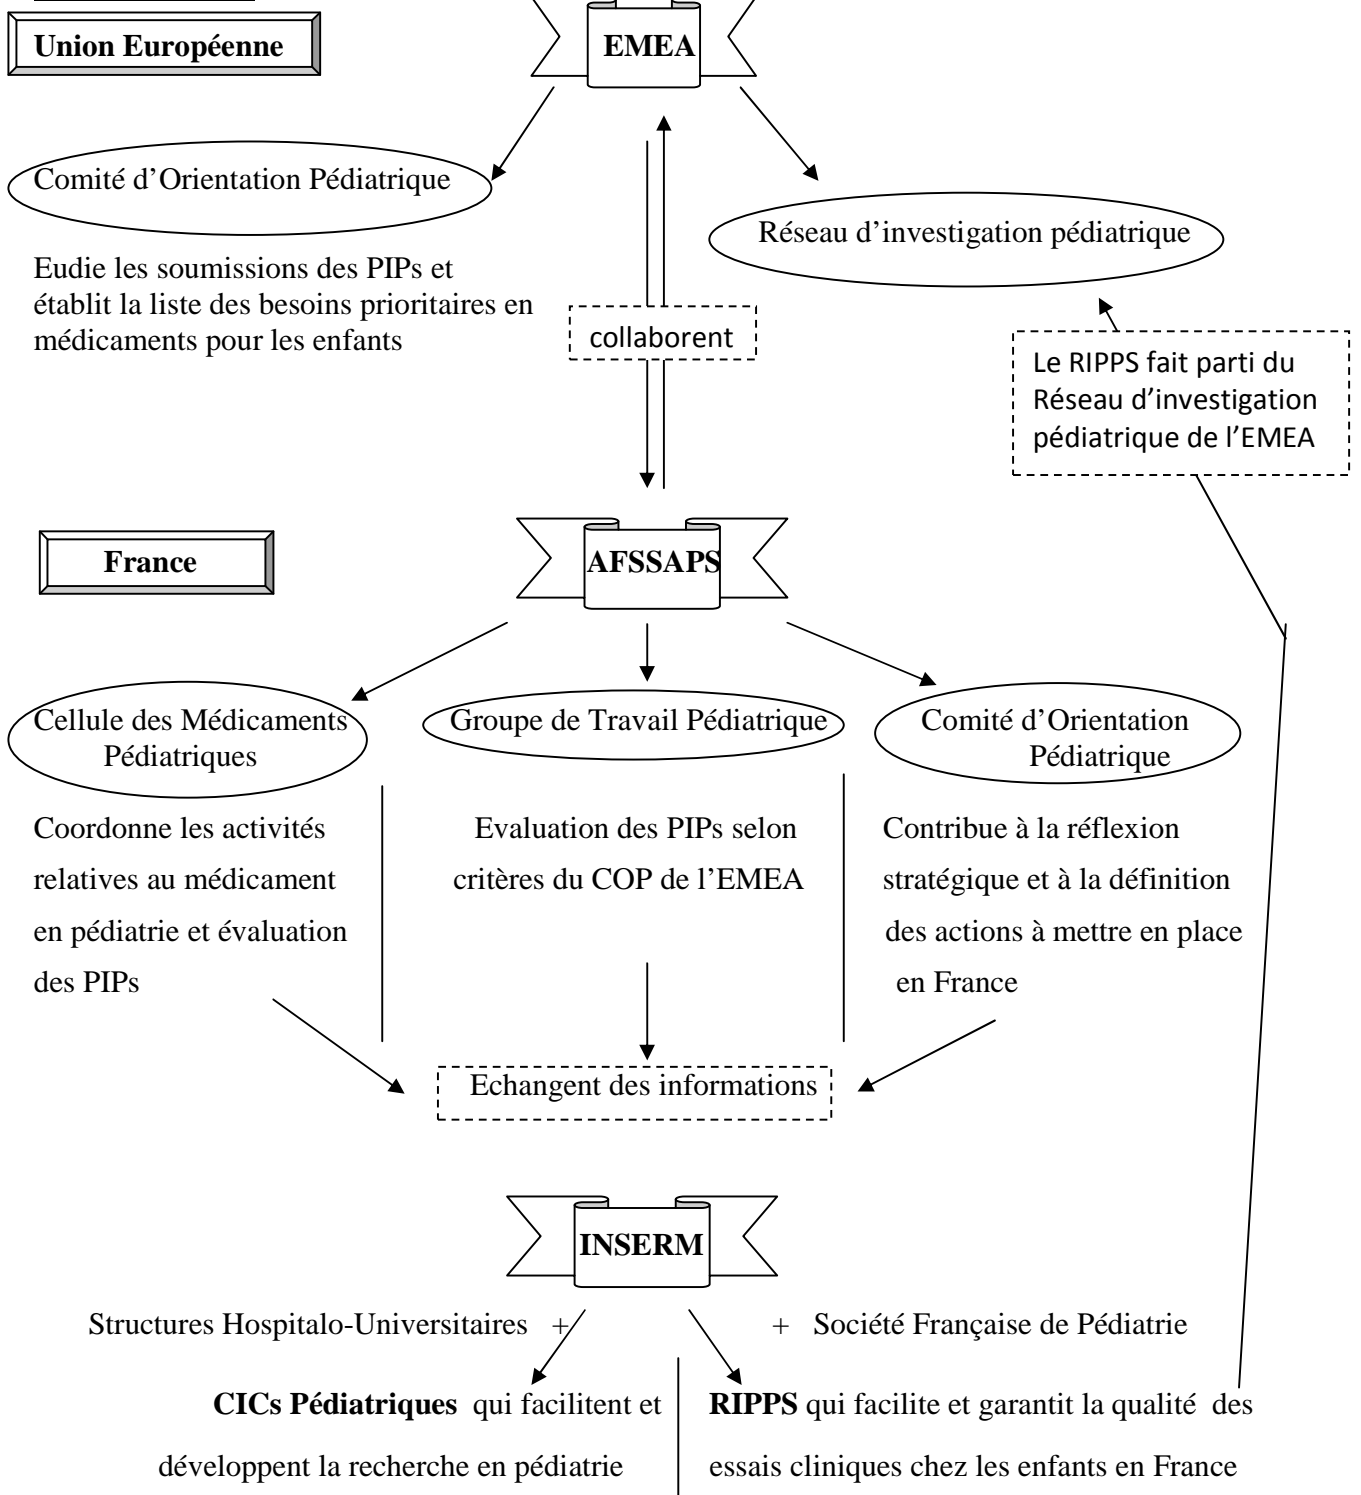 Union Européenne
EMEA
Comité d'Orientation Pédiatrique
Réseau d'investigation pédiatrique
Eudie les soumissions des PIPs et
établit la liste des besoins prioritaires en
médicaments pour les enfants
collaborent
Le RIPPS fait parti du
Réseau d'investigation
pédiatrique de l'EMEA
France
AFSSAPS
Cellule des Médicaments
Pédiatriques
Groupe de Travail Pédiatrique
Comité d'Orientation
Pédiatrique
Coordonne les activités
relatives au médicament
en pédiatrie et évaluation
des PIPs
Evaluation des PIPs selon
critères du COP de l'EMEA
Contribue à la réflexion
stratégique et à la définition
des actions à mettre en place
en France
Echangent des informations
INSERM
Structures Hospitalo-Universitaires +
+ Société Française de Pédiatrie
CICs Pédiatriques qui facilitent et
développent la recherche en pédiatrie
RIPPS qui facilite et garantit la qualité des
essais cliniques chez les enfants en France